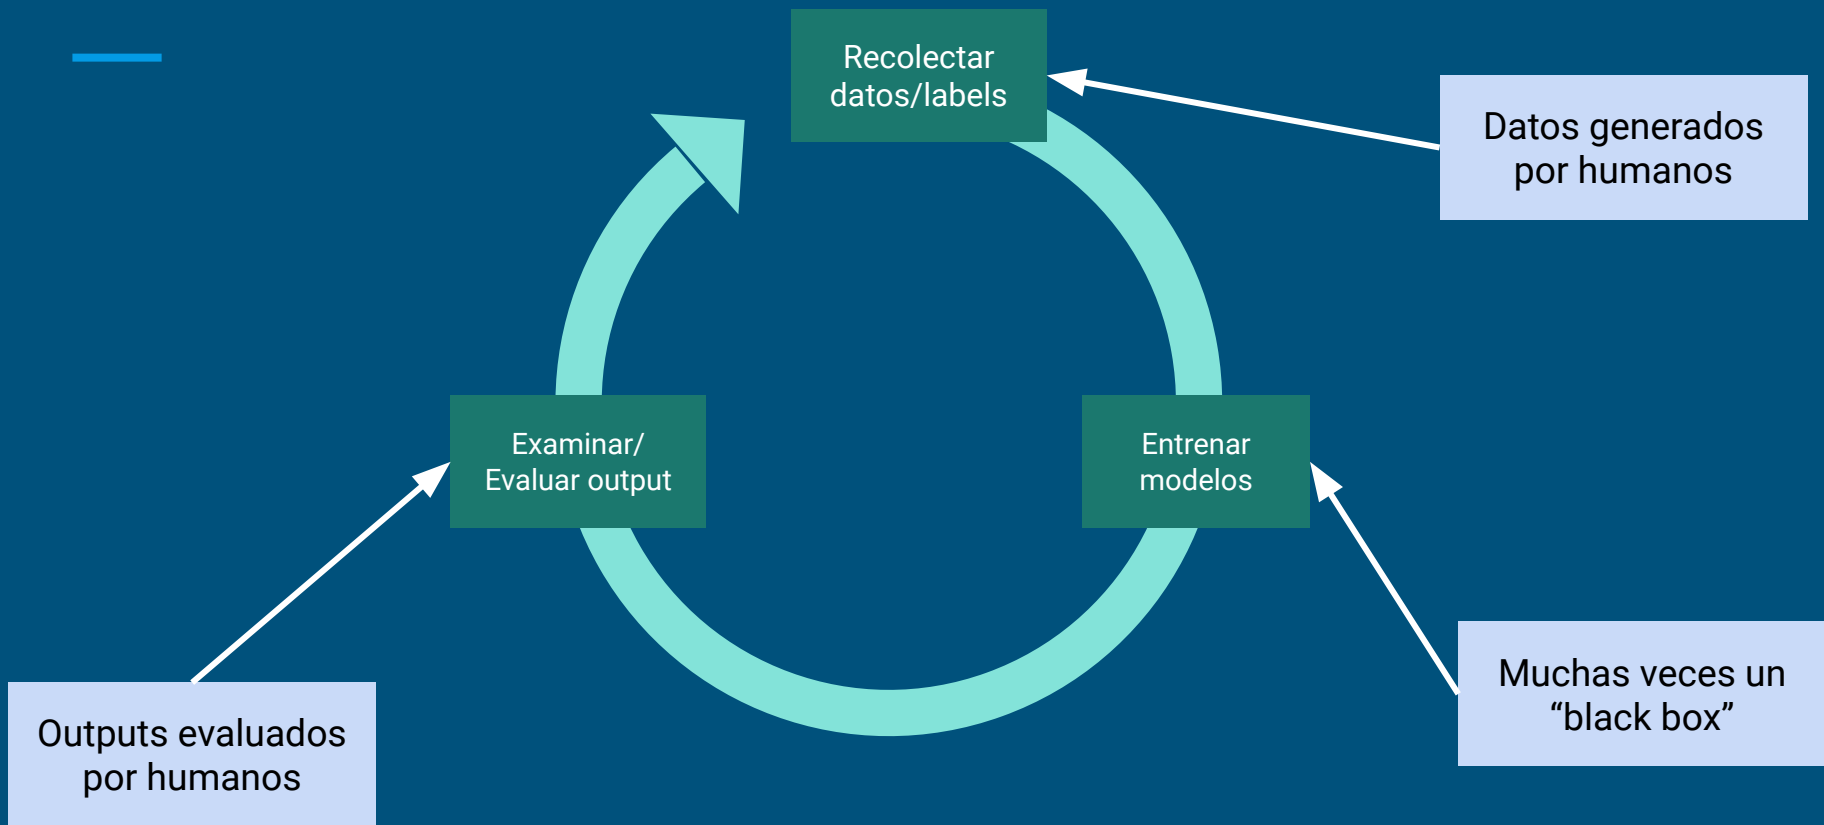 Recolectar
datos/labels
Datos generados
por humanos
Examinar/
Evaluar output
Entrenar
modelos
Outputs evaluados
por humanos
Muchas veces un
“black box”